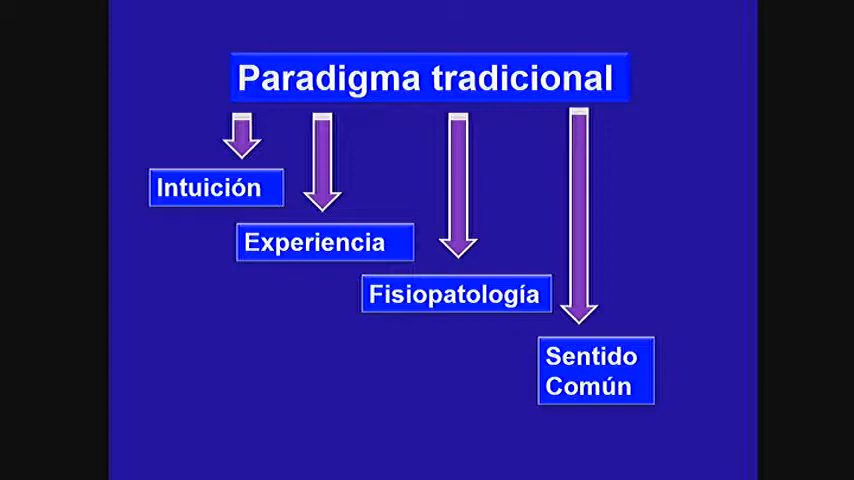 Paradigma tradicional
Intuición
Experiencia
Fisiopatología
Sentido
Común